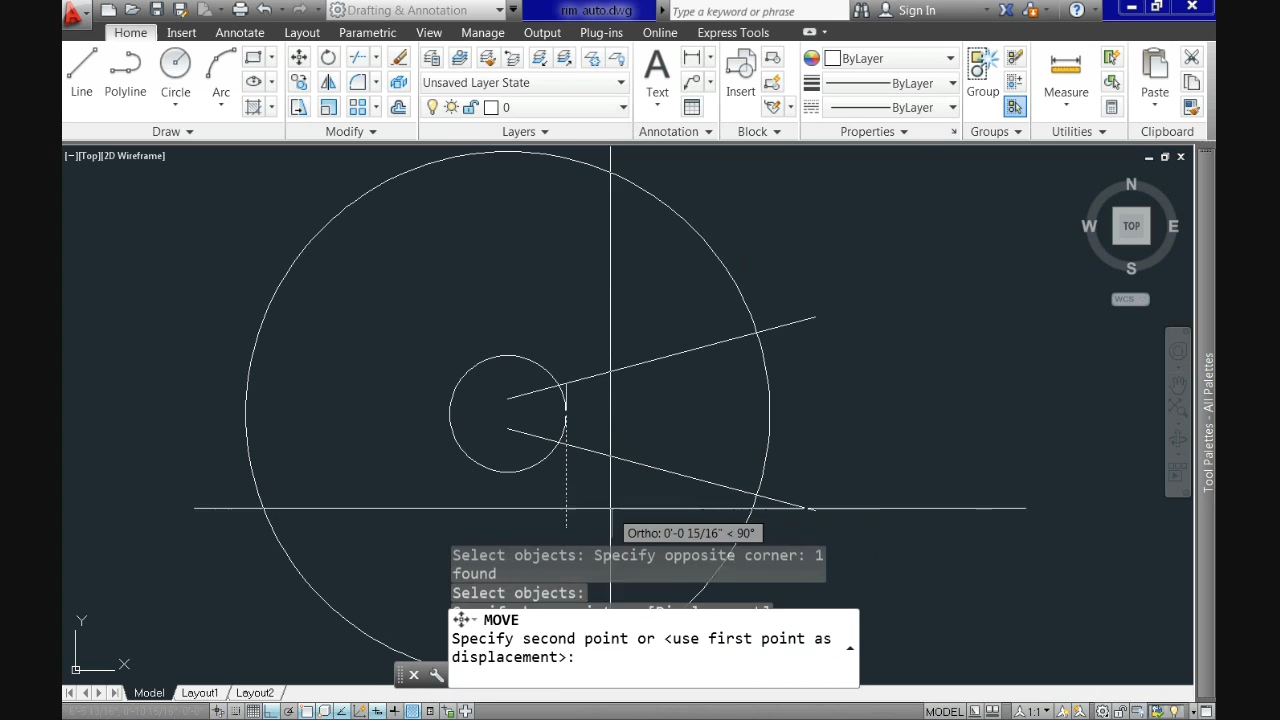 Drafting & Annotation
rim auto.dwg
Type a keyword or phrase
Sign In
Home Insert Annotate Layout Parametric View Manage Output Plug-ins Online Express Tools
Line Polyline Circle Arc
Unsaved Layer State
0
Text
Insert
ByLayer
ByLayer
ByLayer
Group
Measure
Paste
Draw Modify Layers Annotation Block Properties Groups Utilities Clipboard
[−][Top][2D Wireframe]
N
W TOP E
S
WCS
Tool Palettes - All Palettes
Ortho: 0'-0 15/16" < 90°
Select objects: Specify opposite corner: 1
found
Select objects:
MOVE
Specify second point or <use first point as
displacement>:
Y
X
Model Layout1 Layout2
MODEL 1:1